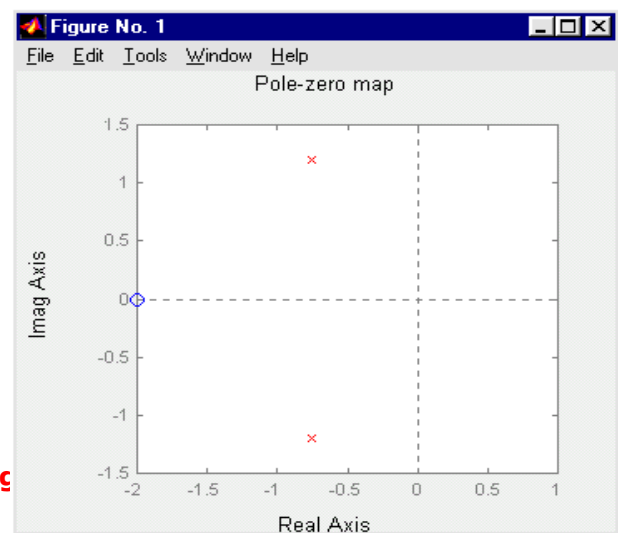 Figure No. 1
File Edit Tools Window Help
Pole-zero map
1.5
1
0.5
0
-0.5
-1
-1.5
Imag Axis
g
-2 -1.5 -1 -0.5 0 0.5 1
Real Axis